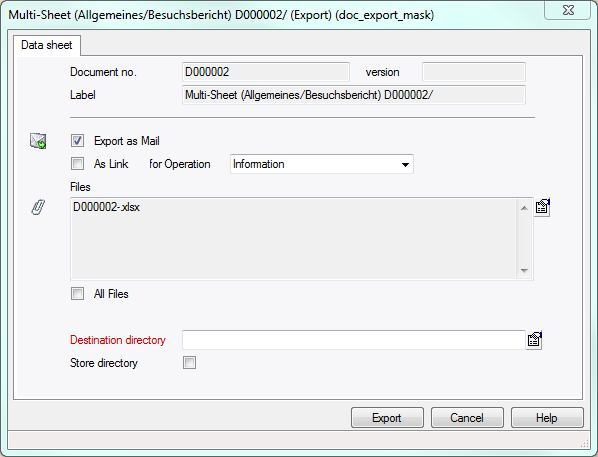 Multi-Sheet (Allgemeines/Besuchsbericht) D000002/ (Export) (doc_export_mask)
Data sheet
Document no. D000002 version
Label Multi-Sheet (Allgemeines/Besuchsbericht) D000002/
Export as Mail
As Link for Operation Information
Files
D000002-.xlsx
All Files
Destination directory
Store directory
Export Cancel Help